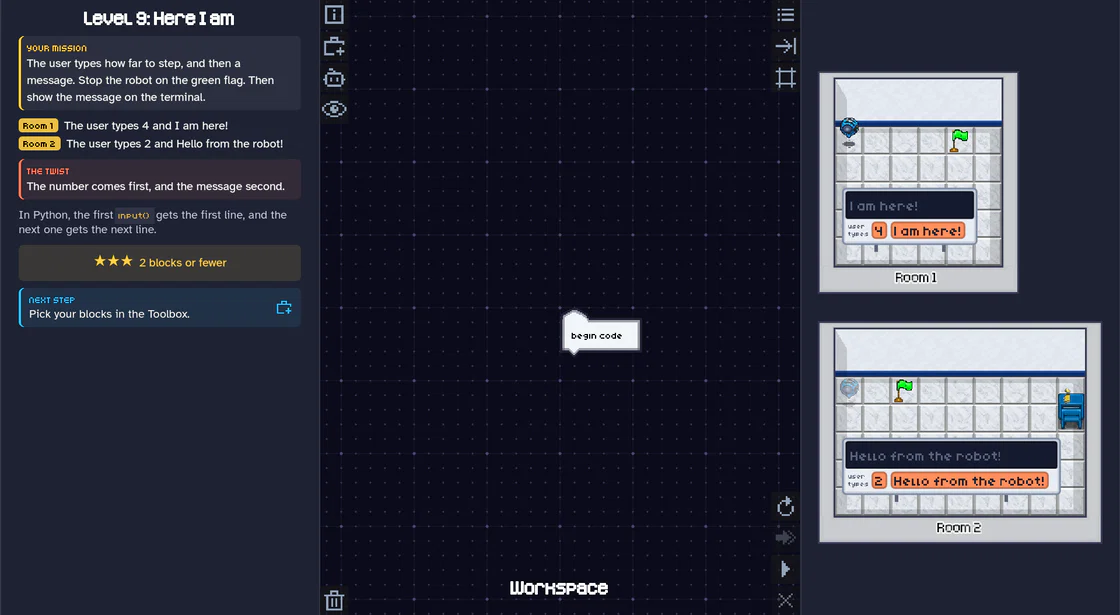 Level 9: Here I am
YOUR MISSION
The user types how far to step, and then a
message. Stop the robot on the green flag. Then
show the message on the terminal.
Room 1 The user types 4 and I am here!
Room 2 The user types 2 and Hello from the robot!
THE TWIST
The number comes first, and the message second.
In Python, the first input() gets the first line, and the
next one gets the next line.
★★★ 2 blocks or fewer
NEXT STEP
Pick your blocks in the Toolbox.
begin code
Workspace
I am here!
user
types 4 I am here!
Room 1
Hello from the robot!
user
types 2 Hello from the robot!
Room 2